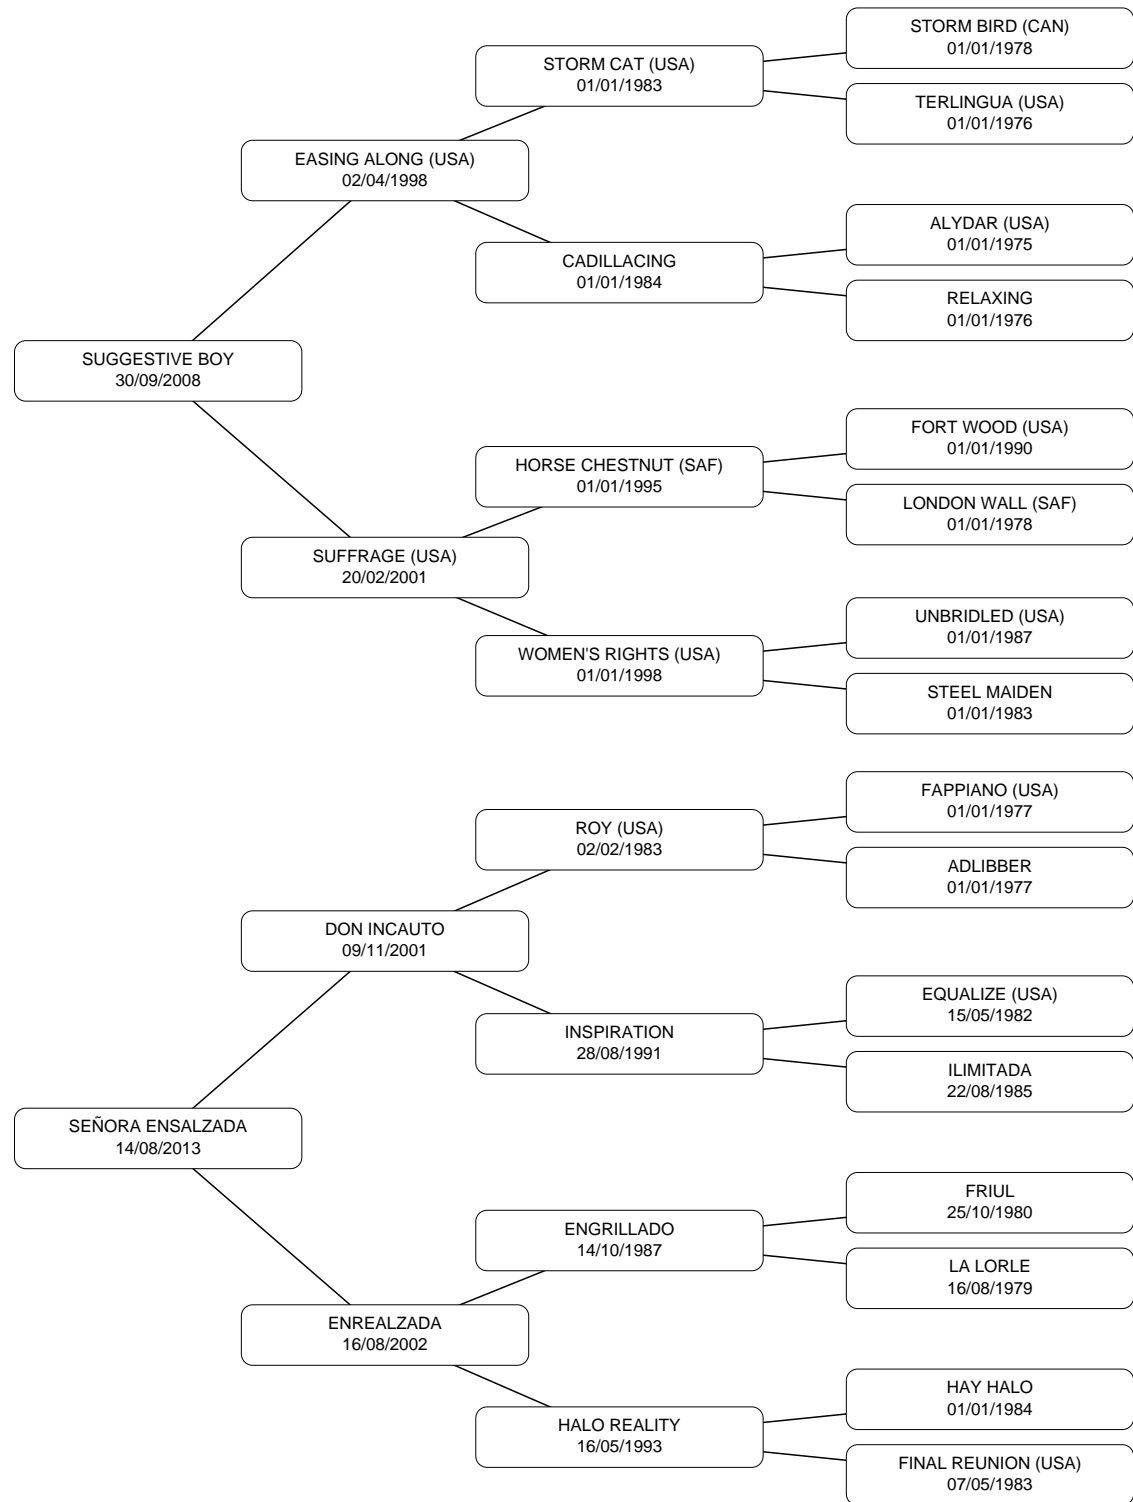 STORM BIRD (CAN)
01/01/1978
STORM CAT (USA)
01/01/1983
TERLINGUA (USA)
01/01/1976
EASING ALONG (USA)
02/04/1998
ALYDAR (USA)
01/01/1975
CADILLACING
01/01/1984
RELAXING
01/01/1976
SUGGESTIVE BOY
30/09/2008
FORT WOOD (USA)
01/01/1990
HORSE CHESTNUT (SAF)
01/01/1995
LONDON WALL (SAF)
01/01/1978
SUFFRAGE (USA)
20/02/2001
UNBRIDLED (USA)
01/01/1987
WOMEN'S RIGHTS (USA)
01/01/1998
STEEL MAIDEN
01/01/1983
FAPPIANO (USA)
01/01/1977
ROY (USA)
02/02/1983
ADLIBBER
01/01/1977
DON INCAUTO
09/11/2001
EQUALIZE (USA)
15/05/1982
INSPIRATION
28/08/1991
ILIMITADA
22/08/1985
SEÑORA ENSALZADA
14/08/2013
FRIUL
25/10/1980
ENGRILLADO
14/10/1987
LA LORLE
16/08/1979
ENREALZADA
16/08/2002
HAY HALO
01/01/1984
HALO REALITY
16/05/1993
FINAL REUNION (USA)
07/05/1983